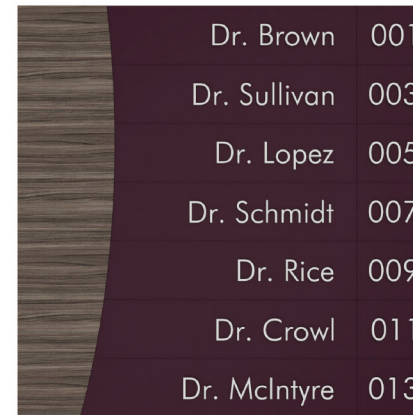 Dr. Brown 001
Dr. Sullivan 003
Dr. Lopez 005
Dr. Schmidt 007
Dr. Rice 009
Dr. Crowl 011
Dr. McIntyre 013